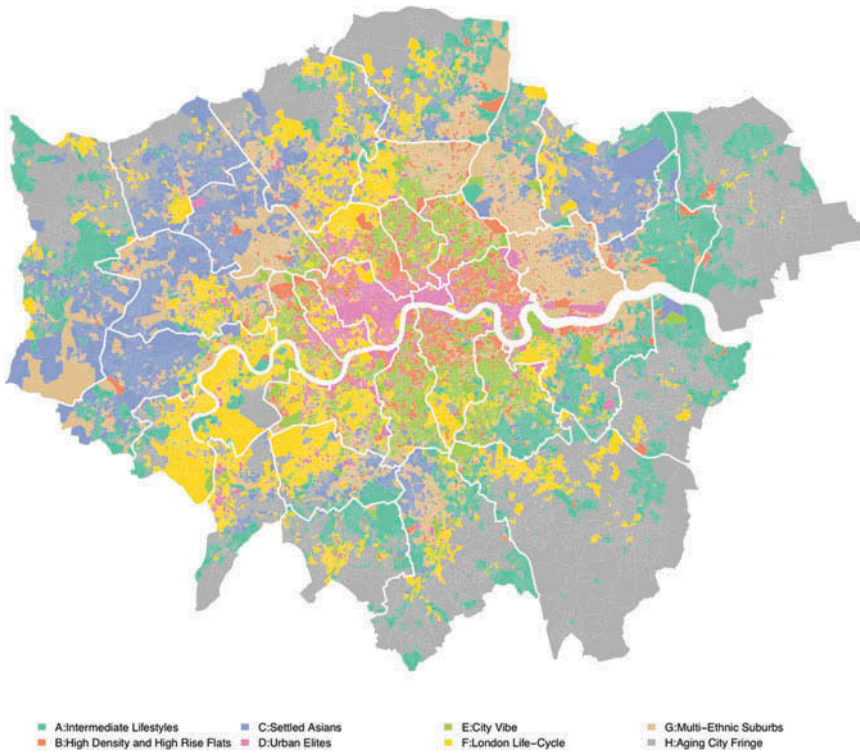 A:Intermediate Lifestyles C:Settled Asians E:City Vibe G:Multi−Ethnic Suburbs
B:High Density and High Rise Flats D:Urban Elites F:London Life−Cycle H:Aging City Fringe